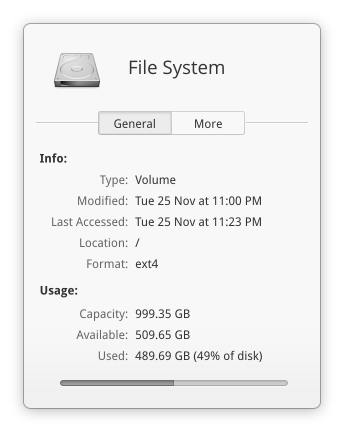 File System
General More
Info:
Type: Volume
Modified: Tue 25 Nov at 11:00 PM
Last Accessed: Tue 25 Nov at 11:23 PM
Location: /
Format: ext4
Usage:
Capacity: 999.35 GB
Available: 509.65 GB
Used: 489.69 GB (49% of disk)